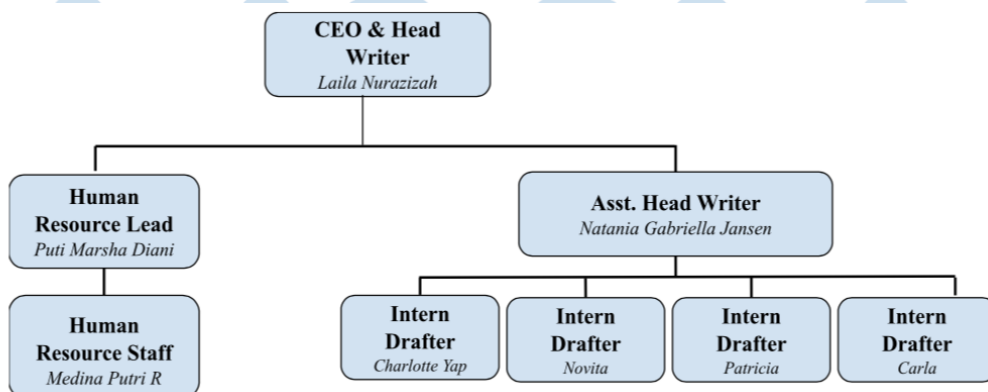 CEO & Head
Writer
Laila Nurazizah
Human
Resource Lead
Puti Marsha Diani
Asst. Head Writer
Natania Gabriella Jansen
Human
Resource Staff
Medina Putri R
Intern
Drafter
Charlotte Yap
Intern
Drafter
Novita
Intern
Drafter
Patricia
Intern
Drafter
Carla